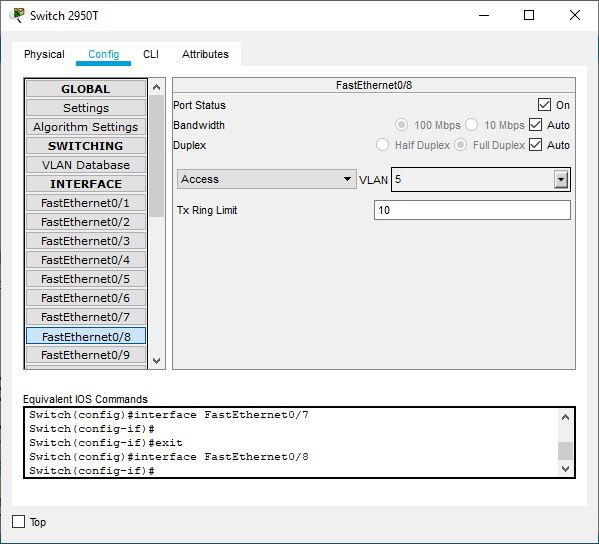 Switch 2950T
Physical Config CLI Attributes
GLOBAL
Settings
Algorithm Settings
SWITCHING
VLAN Database
INTERFACE
FastEthernet0/1
FastEthernet0/2
FastEthernet0/3
FastEthernet0/4
FastEthernet0/5
FastEthernet0/6
FastEthernet0/7
FastEthernet0/8
FastEthernet0/9
FastEthernet0/8
Port Status On
Bandwidth 100 Mbps 10 Mbps Auto
Duplex Half Duplex Full Duplex Auto
Access VLAN 5
Tx Ring Limit 10
Equivalent IOS Commands
Switch(config)#interface FastEthernet0/7
Switch(config-if)#
Switch(config-if)#exit
Switch(config)#interface FastEthernet0/8
Switch(config-if)#
Top